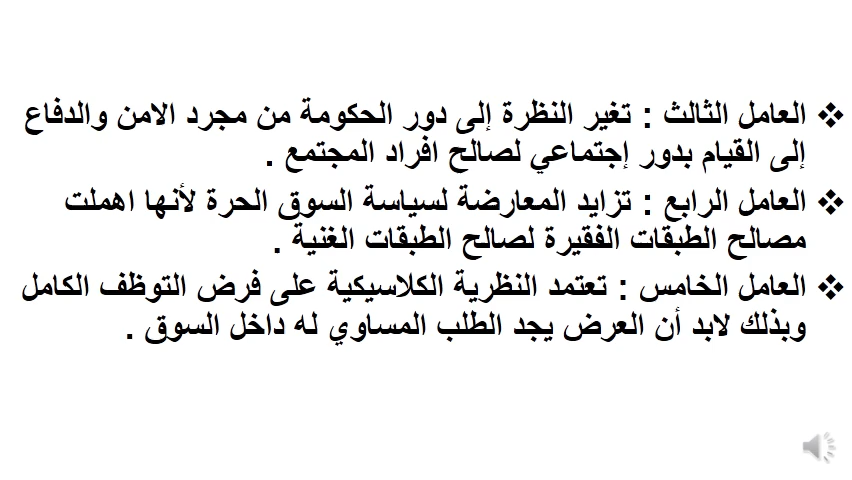 ❖ العامل الثالث : تغير النظرة إلى دور الحكومة من مجرد الامن والدفاع
إلى القيام بدور إجتماعي لصالح افراد المجتمع .
❖ العامل الرابع : تزايد المعارضة لسياسة السوق الحرة لأنها اهملت
مصالح الطبقات الفقيرة لصالح الطبقات الغنية .
❖ العامل الخامس : تعتمد النظرية الكلاسيكية على فرض التوظف الكامل
وبذلك لابد أن العرض يجد الطلب المساوي له داخل السوق .